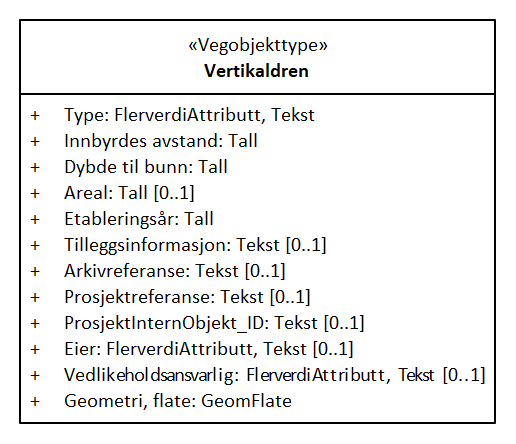 «Vegobjekttype»
Vertikaldren
+ Type: FlerverdiAttributt, Tekst
+ Innbyrdes avstand: Tall
+ Dybde til bunn: Tall
+ Areal: Tall [0..1]
+ Etableringsår: Tall
+ Tilleggsinformasjon: Tekst [0..1]
+ Arkivreferanse: Tekst [0..1]
+ Prosjektreferanse: Tekst [0..1]
+ ProsjektInternObjekt_ID: Tekst [0..1]
+ Eier: FlerverdiAttributt, Tekst [0..1]
+ Vedlikeholdsansvarlig: FlerverdiAttributt, Tekst [0..1]
+ Geometri, flate: GeomFlate